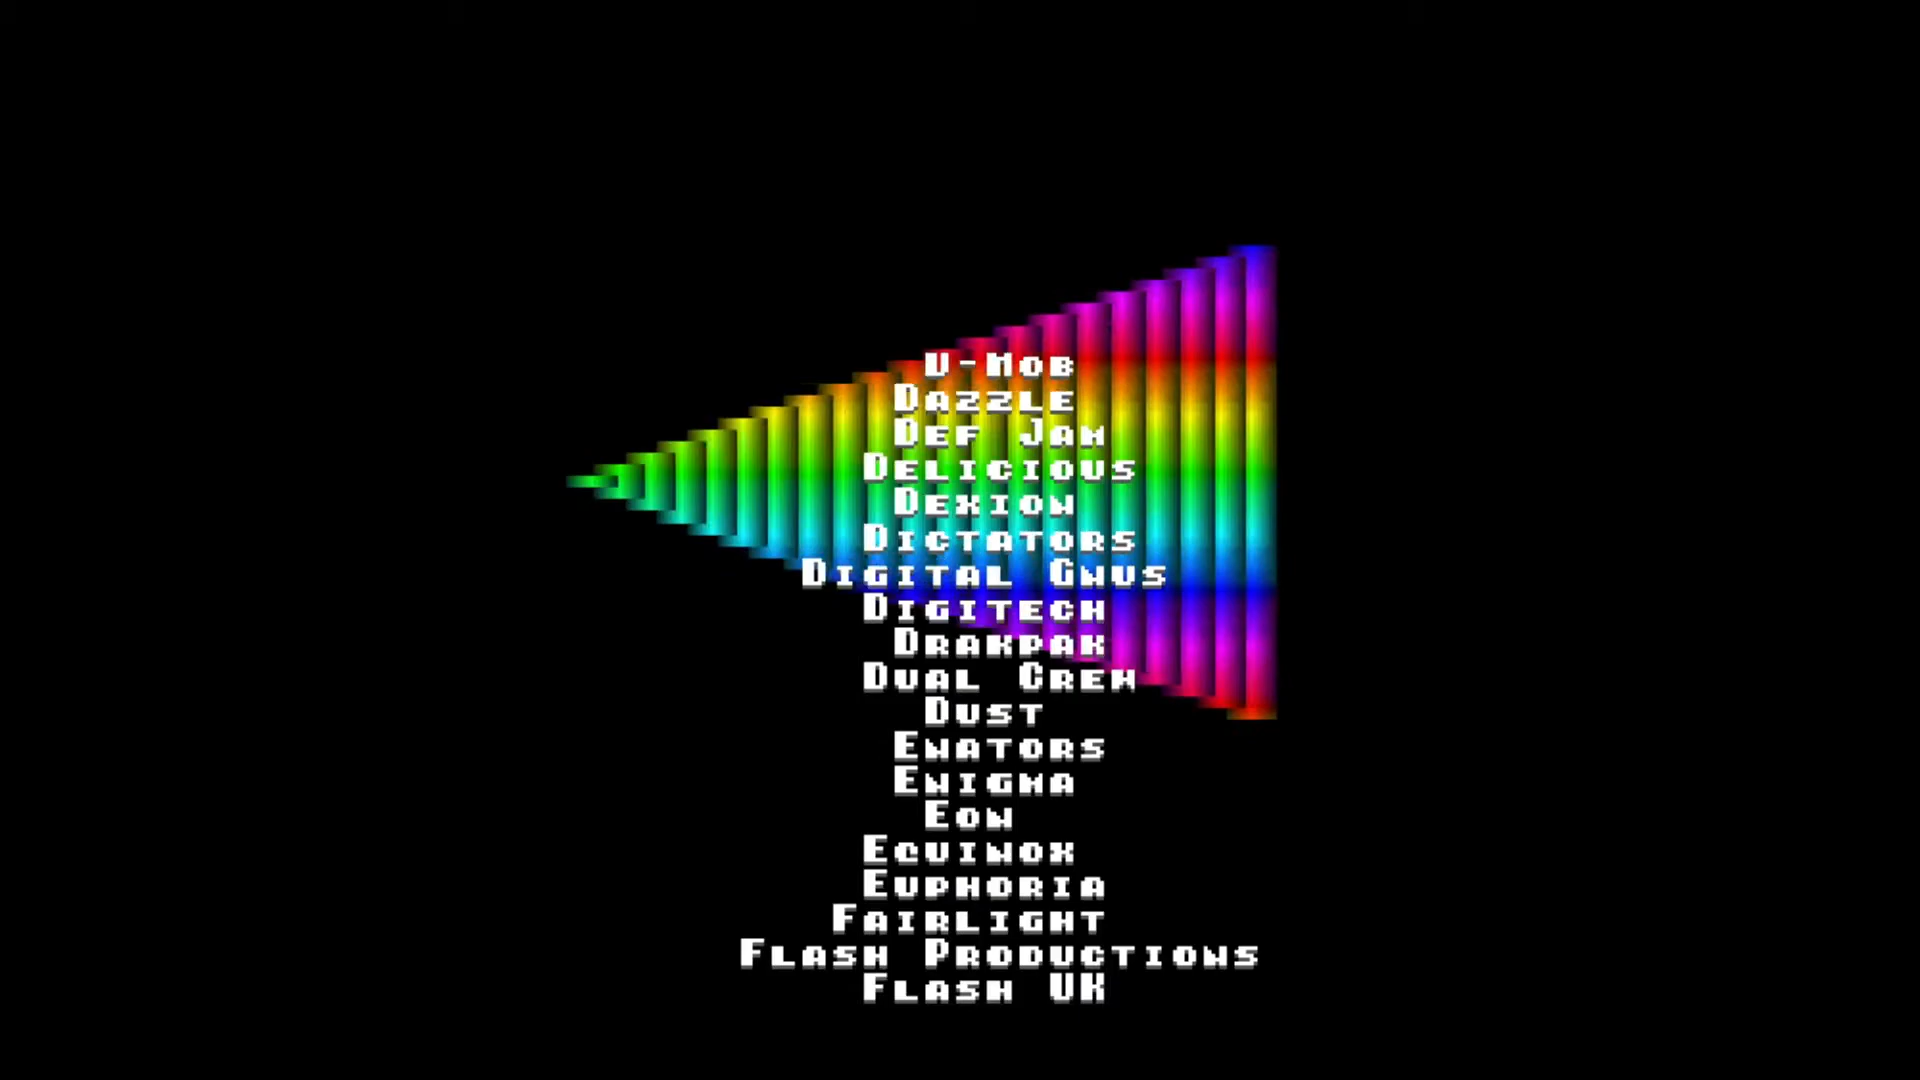 D-Mob
Dazzle
Def Jam
Delicious
Dexion
Dictators
Digital Gnus
Digitech
Drakpak
Dual Crew
Dust
Enators
Enigma
Eon
Equinox
Euphoria
Fairlight
Flash Productions
Flash UK